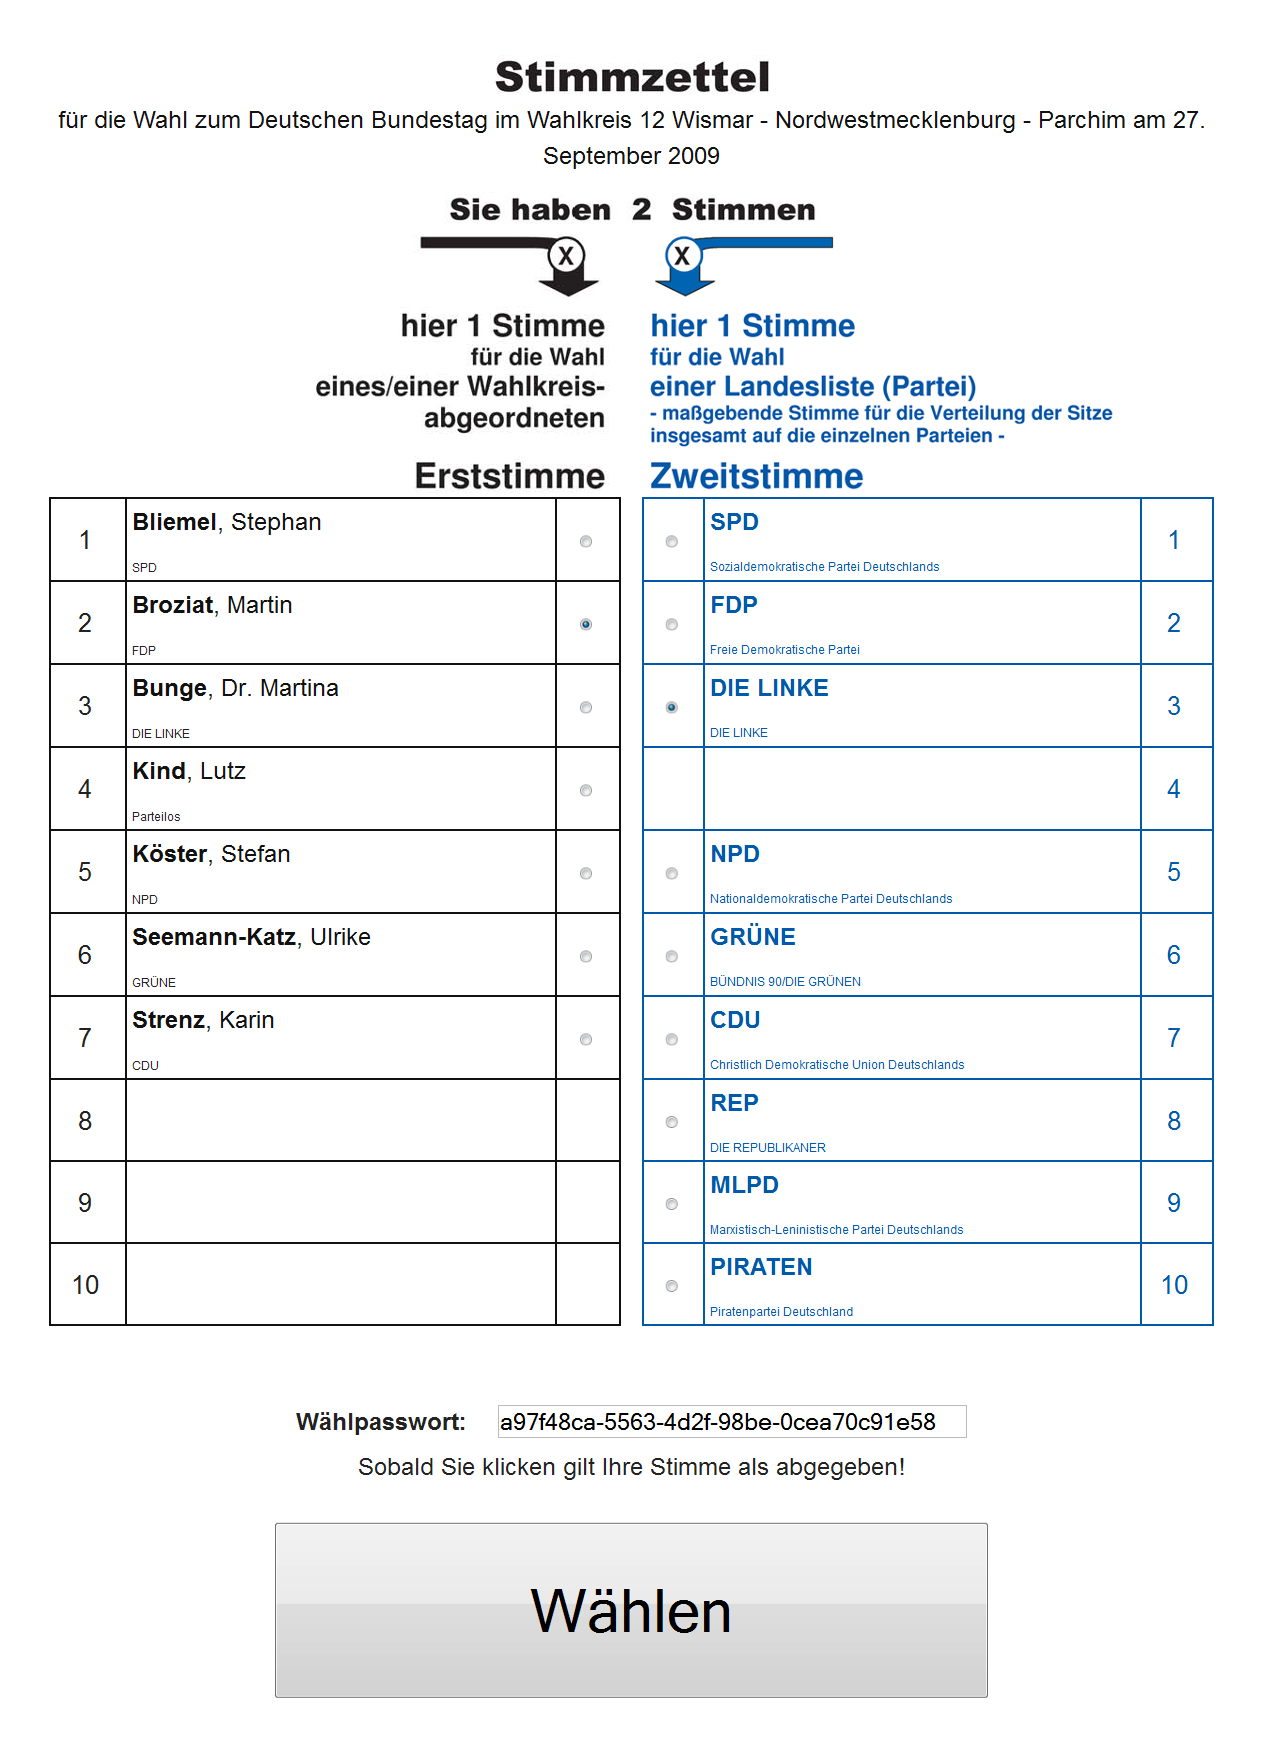 Stimmzettel
für die Wahl zum Deutschen Bundestag im Wahlkreis 12 Wismar - Nordwestmecklenburg - Parchim am 27.
September 2009
Sie haben 2 Stimmen
X X
hier 1 Stimme
für die Wahl
eines/einer Wahlkreis-
abgeordneten
Erststimme
hier 1 Stimme
für die Wahl
einer Landesliste (Partei)
- maßgebende Stimme für die Verteilung der Sitze
insgesamt auf die einzelnen Parteien -
Zweitstimme
1 Bliemel, Stephan
SPD
2 Broziat, Martin
FDP
3 Bunge, Dr. Martina
DIE LINKE
4 Kind, Lutz
Parteilos
5 Köster, Stefan
NPD
6 Seemann-Katz, Ulrike
GRÜNE
7 Strenz, Karin
CDU
8
9
10
SPD 1
Sozialdemokratische Partei Deutschlands
FDP 2
Freie Demokratische Partei
DIE LINKE 3
DIE LINKE
4
NPD 5
Nationaldemokratische Partei Deutschlands
GRÜNE 6
BÜNDNIS 90/DIE GRÜNEN
CDU 7
Christlich Demokratische Union Deutschlands
REP 8
DIE REPUBLIKANER
MLPD 9
Marxistisch-Leninistische Partei Deutschlands
PIRATEN 10
Piratenpartei Deutschland
Wählpasswort: a97f48ca-5563-4d2f-98be-0cea70c91e58
Sobald Sie klicken gilt Ihre Stimme als abgegeben!
Wählen